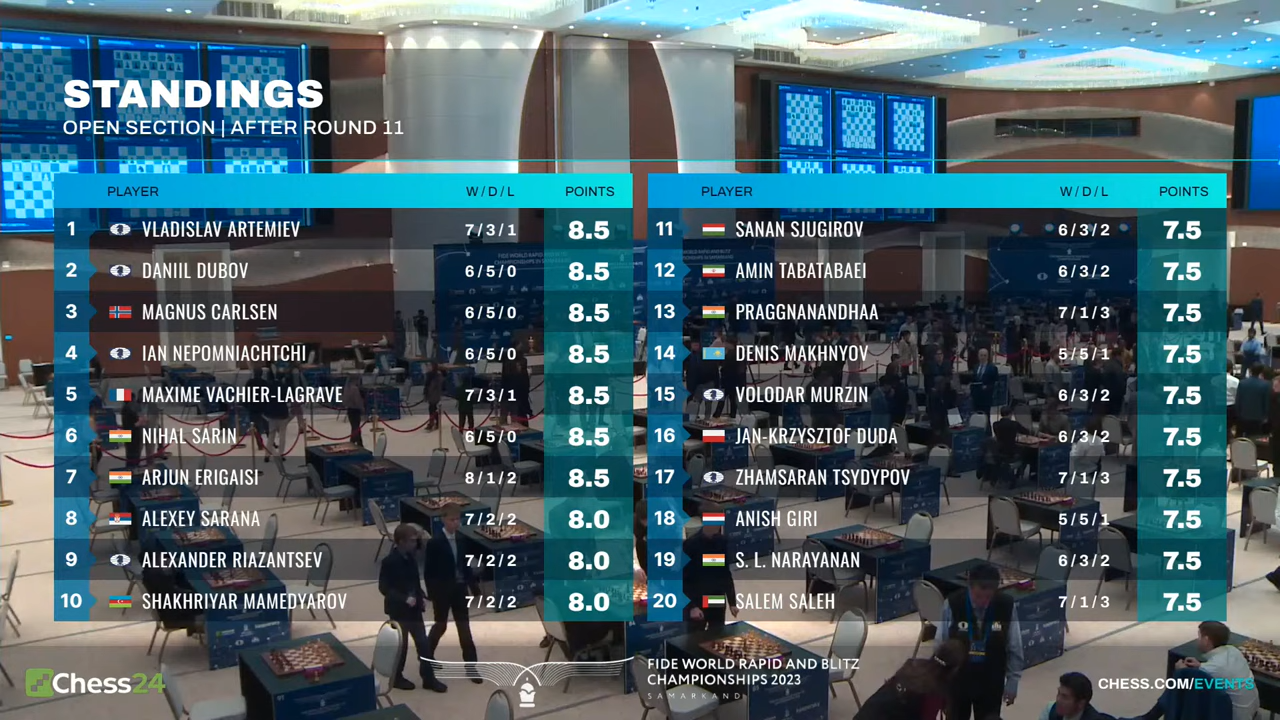 STANDINGS
OPEN SECTION | AFTER ROUND 11
PLAYER W / D / L POINTS
1 VLADISLAV ARTEMIEV 7 / 3 / 1 8.5
2 DANIIL DUBOV 6 / 5 / 0 8.5
3 MAGNUS CARLSEN 6 / 5 / 0 8.5
4 IAN NEPOMNIACHTCHI 6 / 5 / 0 8.5
5 MAXIME VACHIER-LAGRAVE 7 / 3 / 1 8.5
6 NIHAL SARIN 6 / 5 / 0 8.5
7 ARJUN ERIGAISI 8 / 1 / 2 8.5
8 ALEXEY SARANA 7 / 2 / 2 8.0
9 ALEXANDER RIAZANTSEV 7 / 2 / 2 8.0
10 SHAKHRIYAR MAMEDYAROV 7 / 2 / 2 8.0
PLAYER W / D / L POINTS
11 SANAN SJUGIROV 6 / 3 / 2 7.5
12 AMIN TABATABAEI 6 / 3 / 2 7.5
13 PRAGGNANANDHAA 7 / 1 / 3 7.5
14 DENIS MAKHNYOV 5 / 5 / 1 7.5
15 VOLODAR MURZIN 6 / 3 / 2 7.5
16 JAN-KRZYSZTOF DUDA 6 / 3 / 2 7.5
17 ZHAMSARAN TSYDYPOV 7 / 1 / 3 7.5
18 ANISH GIRI 5 / 5 / 1 7.5
19 S. L. NARAYANAN 6 / 3 / 2 7.5
20 SALEM SALEH 7 / 1 / 3 7.5
Chess24
FIDE WORLD RAPID AND BLITZ
CHAMPIONSHIPS 2023
SAMARKAND
CHESS.COM/EVENTS